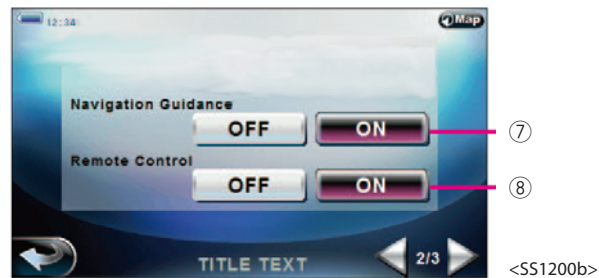 12:34 Map
Navigation Guidance
OFF ON ⑦
Remote Control
OFF ON ⑧
TITLE TEXT 2/3
<SS1200b>